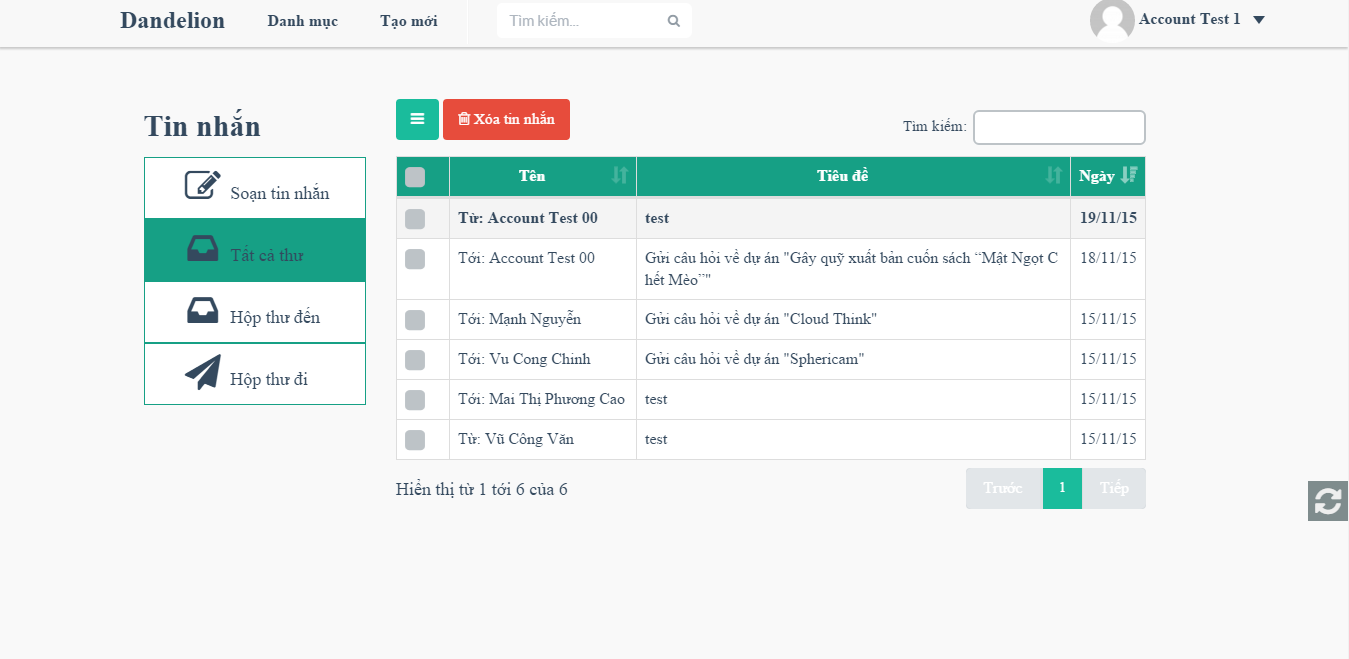 Dandelion Danh mục Tạo mới Tìm kiếm... Account Test 1
Tin nhắn
Soạn tin nhắn
Tất cả thư
Hộp thư đến
Hộp thư đi
Xóa tin nhắn
Tìm kiếm:
Tên Tiêu đề Ngày
Từ: Account Test 00 test 19/11/15
Tới: Account Test 00 Gửi câu hỏi về dự án "Gây quỹ xuất bản cuốn sách “Mật Ngọt C 18/11/15
hết Mèo”"
Tới: Mạnh Nguyễn Gửi câu hỏi về dự án "Cloud Think" 15/11/15
Tới: Vu Cong Chinh Gửi câu hỏi về dự án "Sphericam" 15/11/15
Tới: Mai Thị Phương Cao test 15/11/15
Từ: Vũ Công Văn test 15/11/15
Hiển thị từ 1 tới 6 của 6
Trước 1 Tiếp